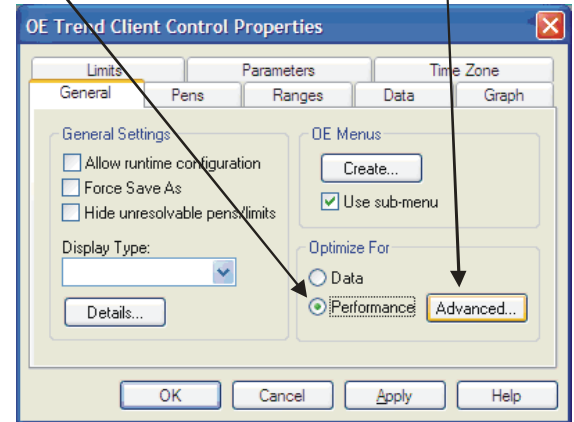 OE Trend Client Control Properties
Limits Parameters Time Zone
General Pens Ranges Data Graph
General Settings
Allow runtime configuration
Force Save As
Hide unresolvable pens/limits
Display Type:
Details...
OE Menus
Create...
Use sub-menu
Optimize For
Data
Performance Advanced...
OK Cancel Apply Help